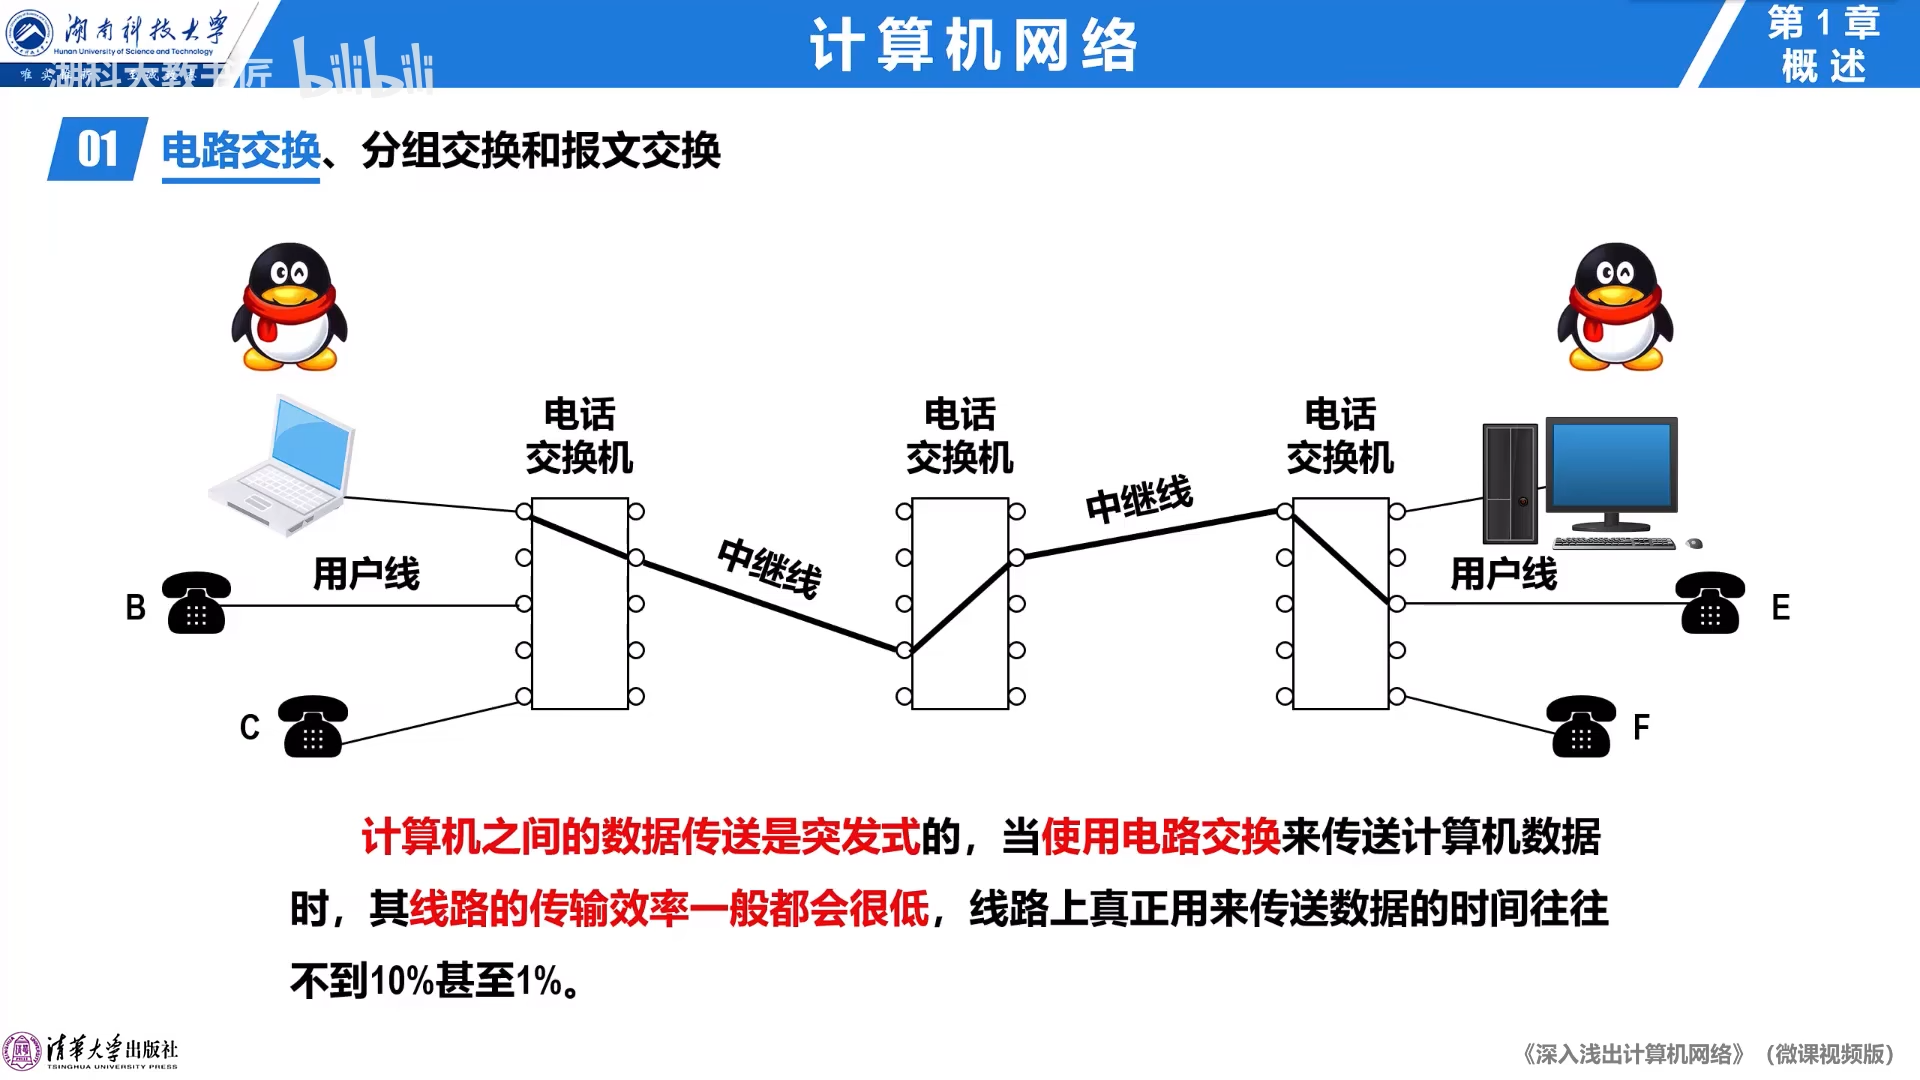 湖南科技大学
Hunan University of Science and Technology
湖科大教书匠
bilibili
计算机网络
第1章
概述
01
电路交换、分组交换和报文交换
电话
交换机
电话
交换机
电话
交换机
中继线
中继线
用户线
用户线
B
C
E
F
计算机之间的数据传送是突发式的，当使用电路交换来传送计算机数据
时，其线路的传输效率一般都会很低，线路上真正用来传送数据的时间往往
不到10%甚至1%。
清华大学出版社
TSINGHUA UNIVERSITY PRESS
《深入浅出计算机网络》（微课视频版）